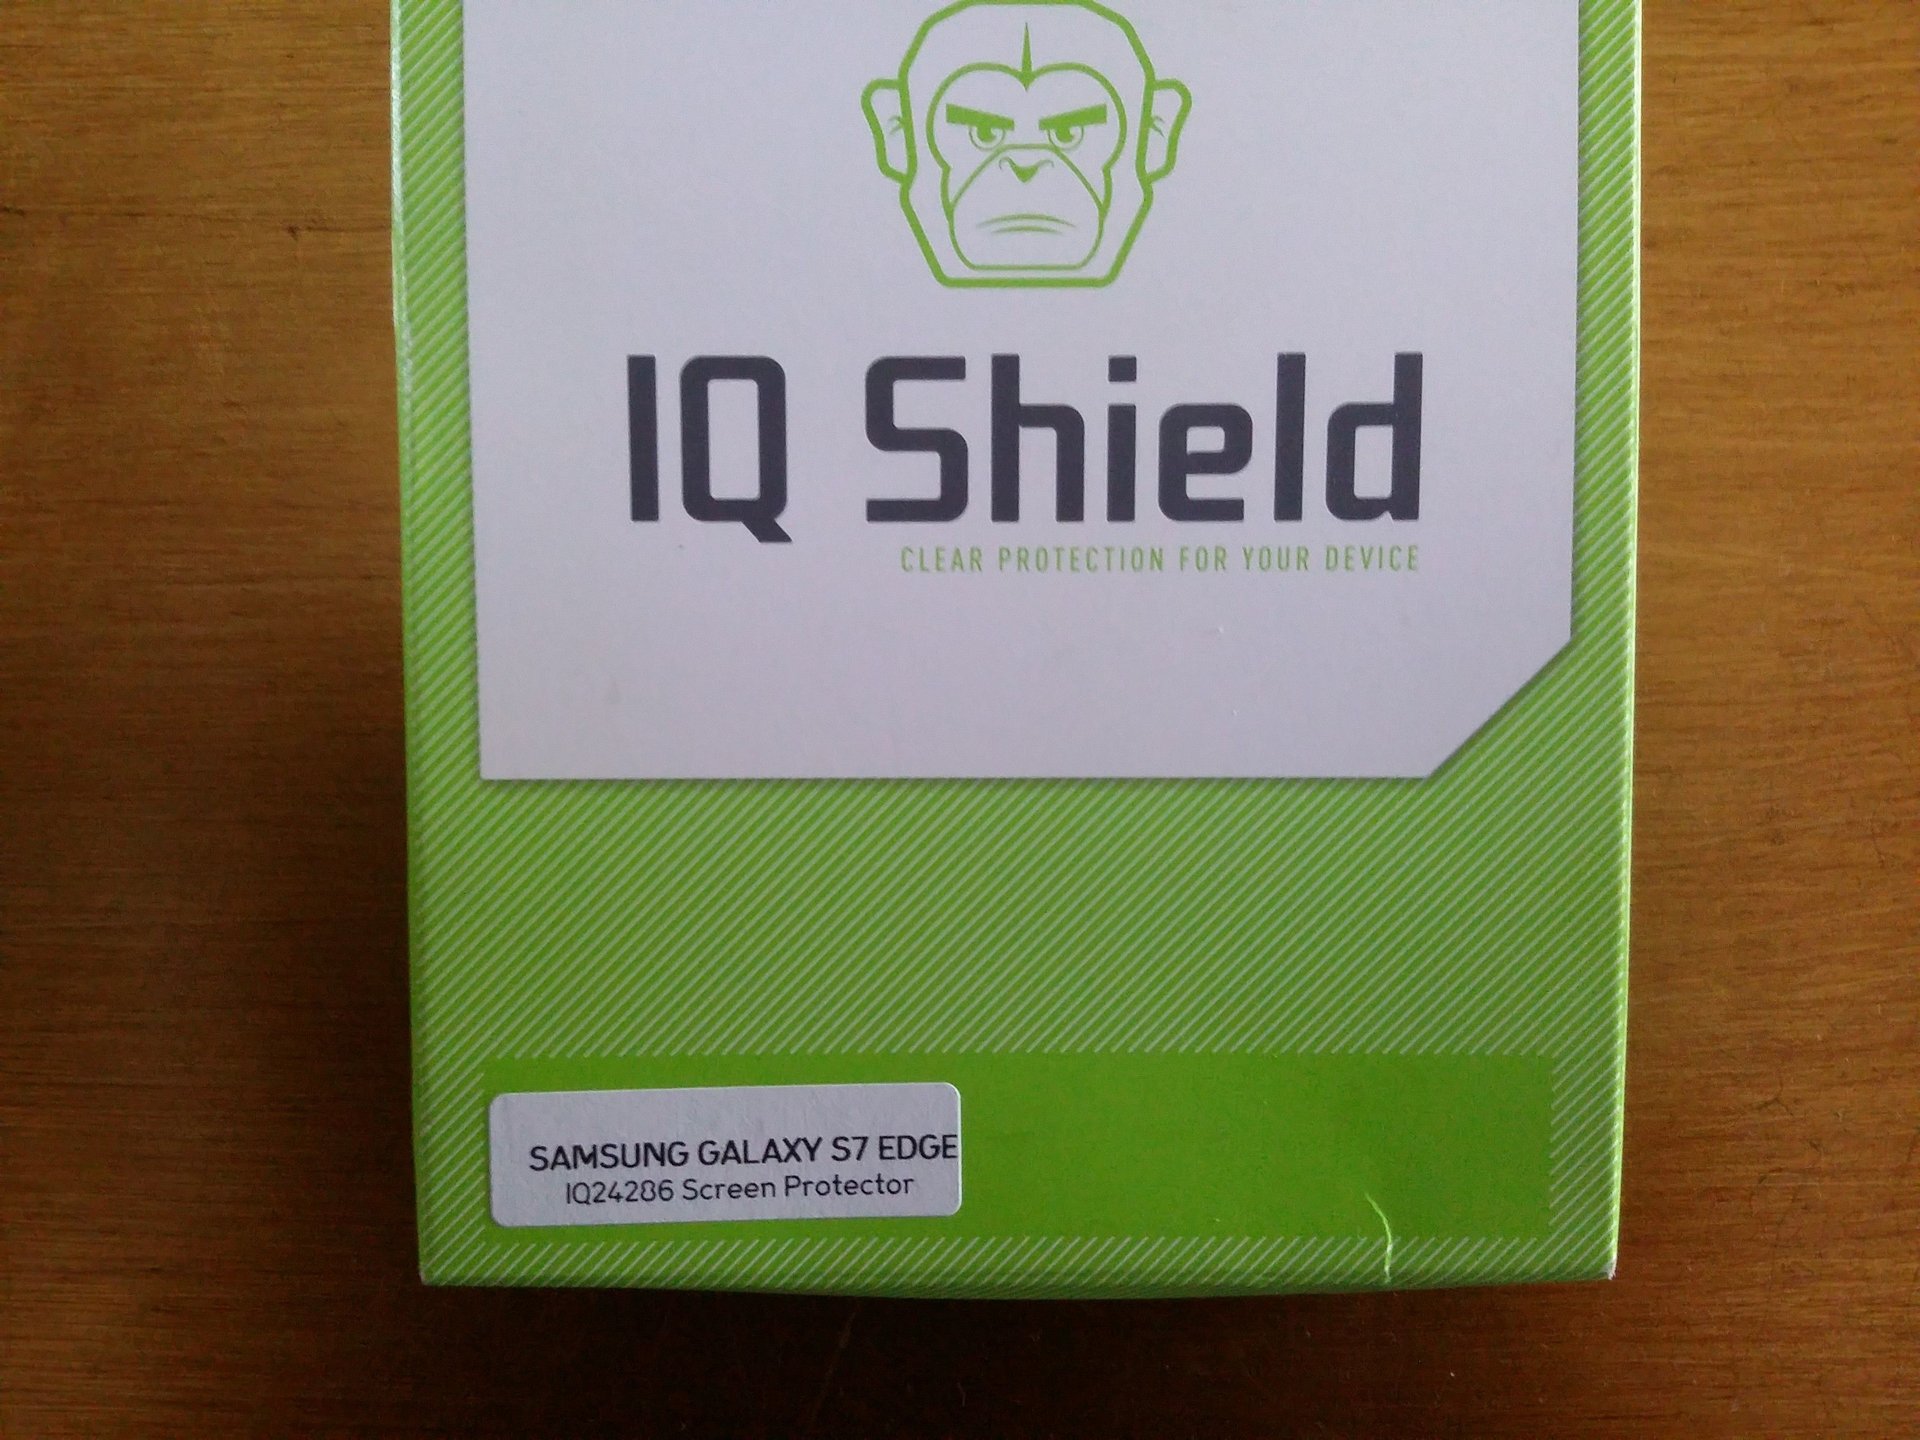 IQ Shield
CLEAR PROTECTION FOR YOUR DEVICE
SAMSUNG GALAXY S7 EDGE
IQ24286 Screen Protector